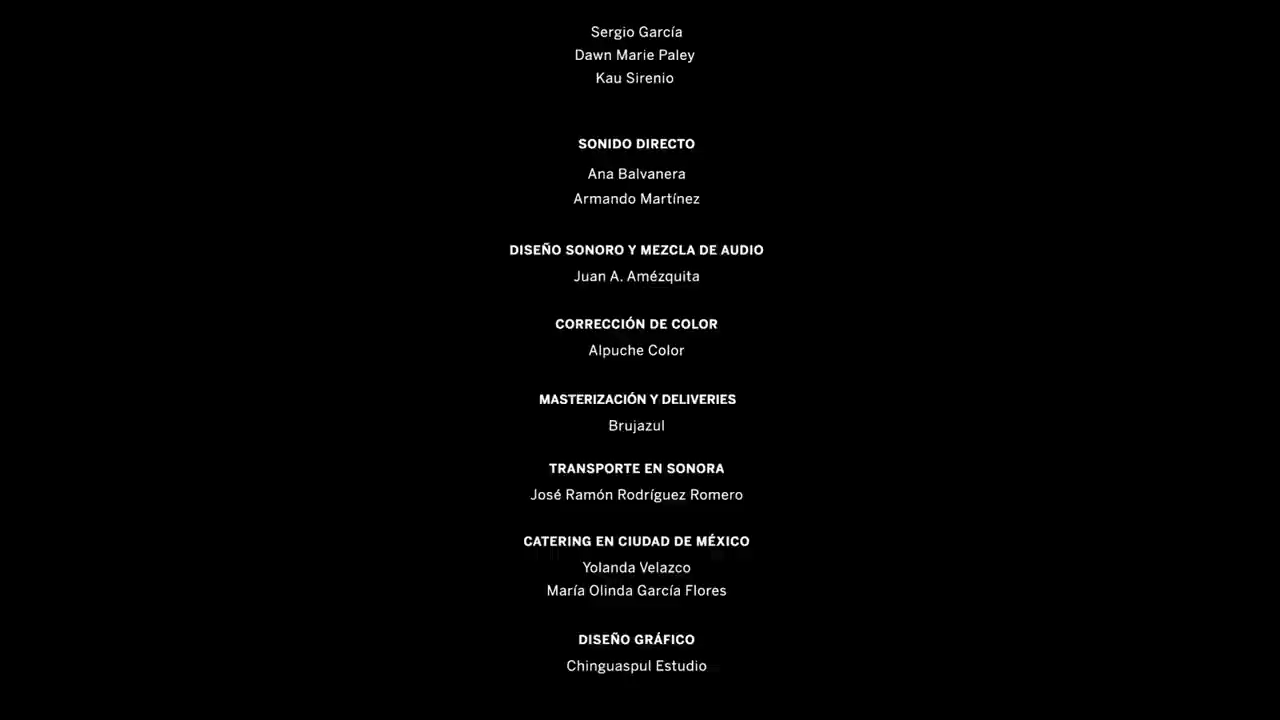 Sergio García
Dawn Marie Paley
Kau Sirenio
SONIDO DIRECTO
Ana Balvanera
Armando Martínez
DISEÑO SONORO Y MEZCLA DE AUDIO
Juan A. Amézquita
CORRECCIÓN DE COLOR
Alpuche Color
MASTERIZACIÓN Y DELIVERIES
Brujazul
TRANSPORTE EN SONORA
José Ramón Rodríguez Romero
CATERING EN CIUDAD DE MÉXICO
Yolanda Velazco
María Olinda García Flores
DISEÑO GRÁFICO
Chinguaspul Estudio